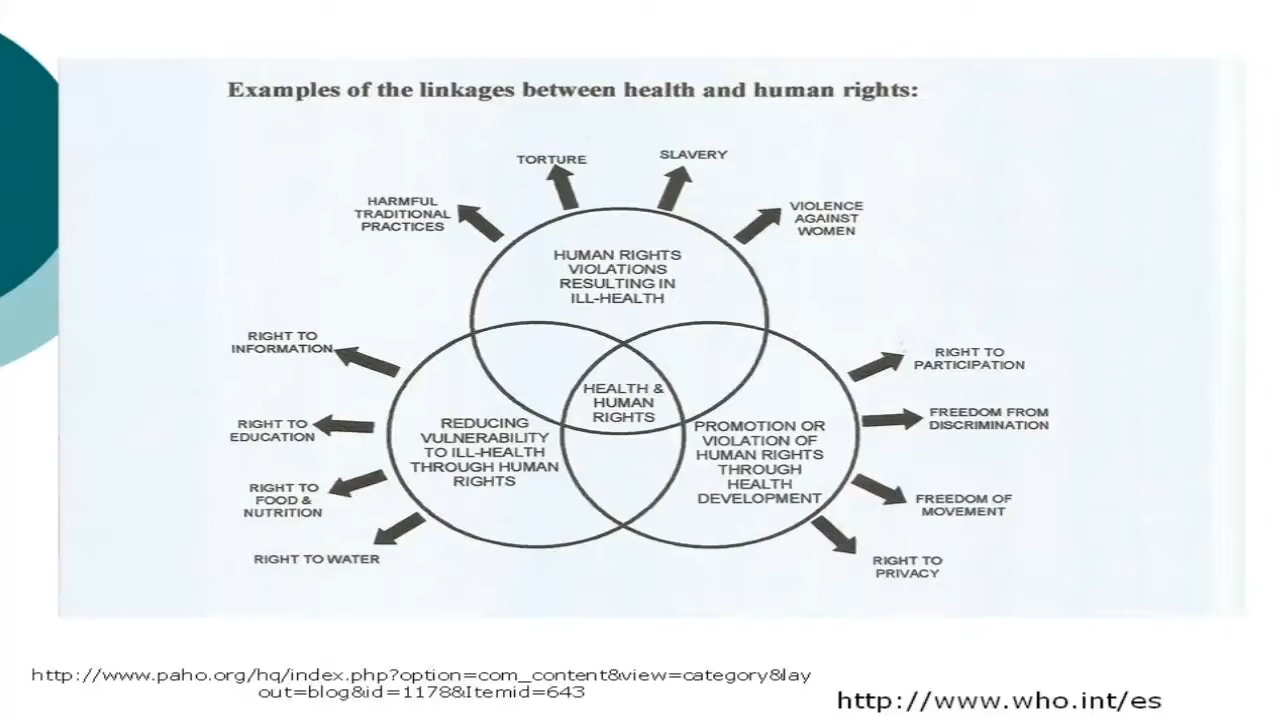 Examples of the linkages between health and human rights:
TORTURE
SLAVERY
HARMFUL
TRADITIONAL
PRACTICES
VIOLENCE
AGAINST
WOMEN
HUMAN RIGHTS
VIOLATIONS
RESULTING IN
ILL-HEALTH
RIGHT TO
INFORMATION
RIGHT TO
EDUCATION
RIGHT TO
FOOD &
NUTRITION
RIGHT TO WATER
REDUCING
VULNERABILITY
TO ILL-HEALTH
THROUGH HUMAN
RIGHTS
HEALTH &
HUMAN
RIGHTS
PROMOTION OR
VIOLATION OF
HUMAN RIGHTS
THROUGH
HEALTH
DEVELOPMENT
RIGHT TO
PARTICIPATION
FREEDOM FROM
DISCRIMINATION
FREEDOM OF
MOVEMENT
RIGHT TO
PRIVACY
http://www.paho.org/hq/index.php?option=com_content&view=category&lay
out=blog&id=1178&Itemid=643
http://www.who.int/es